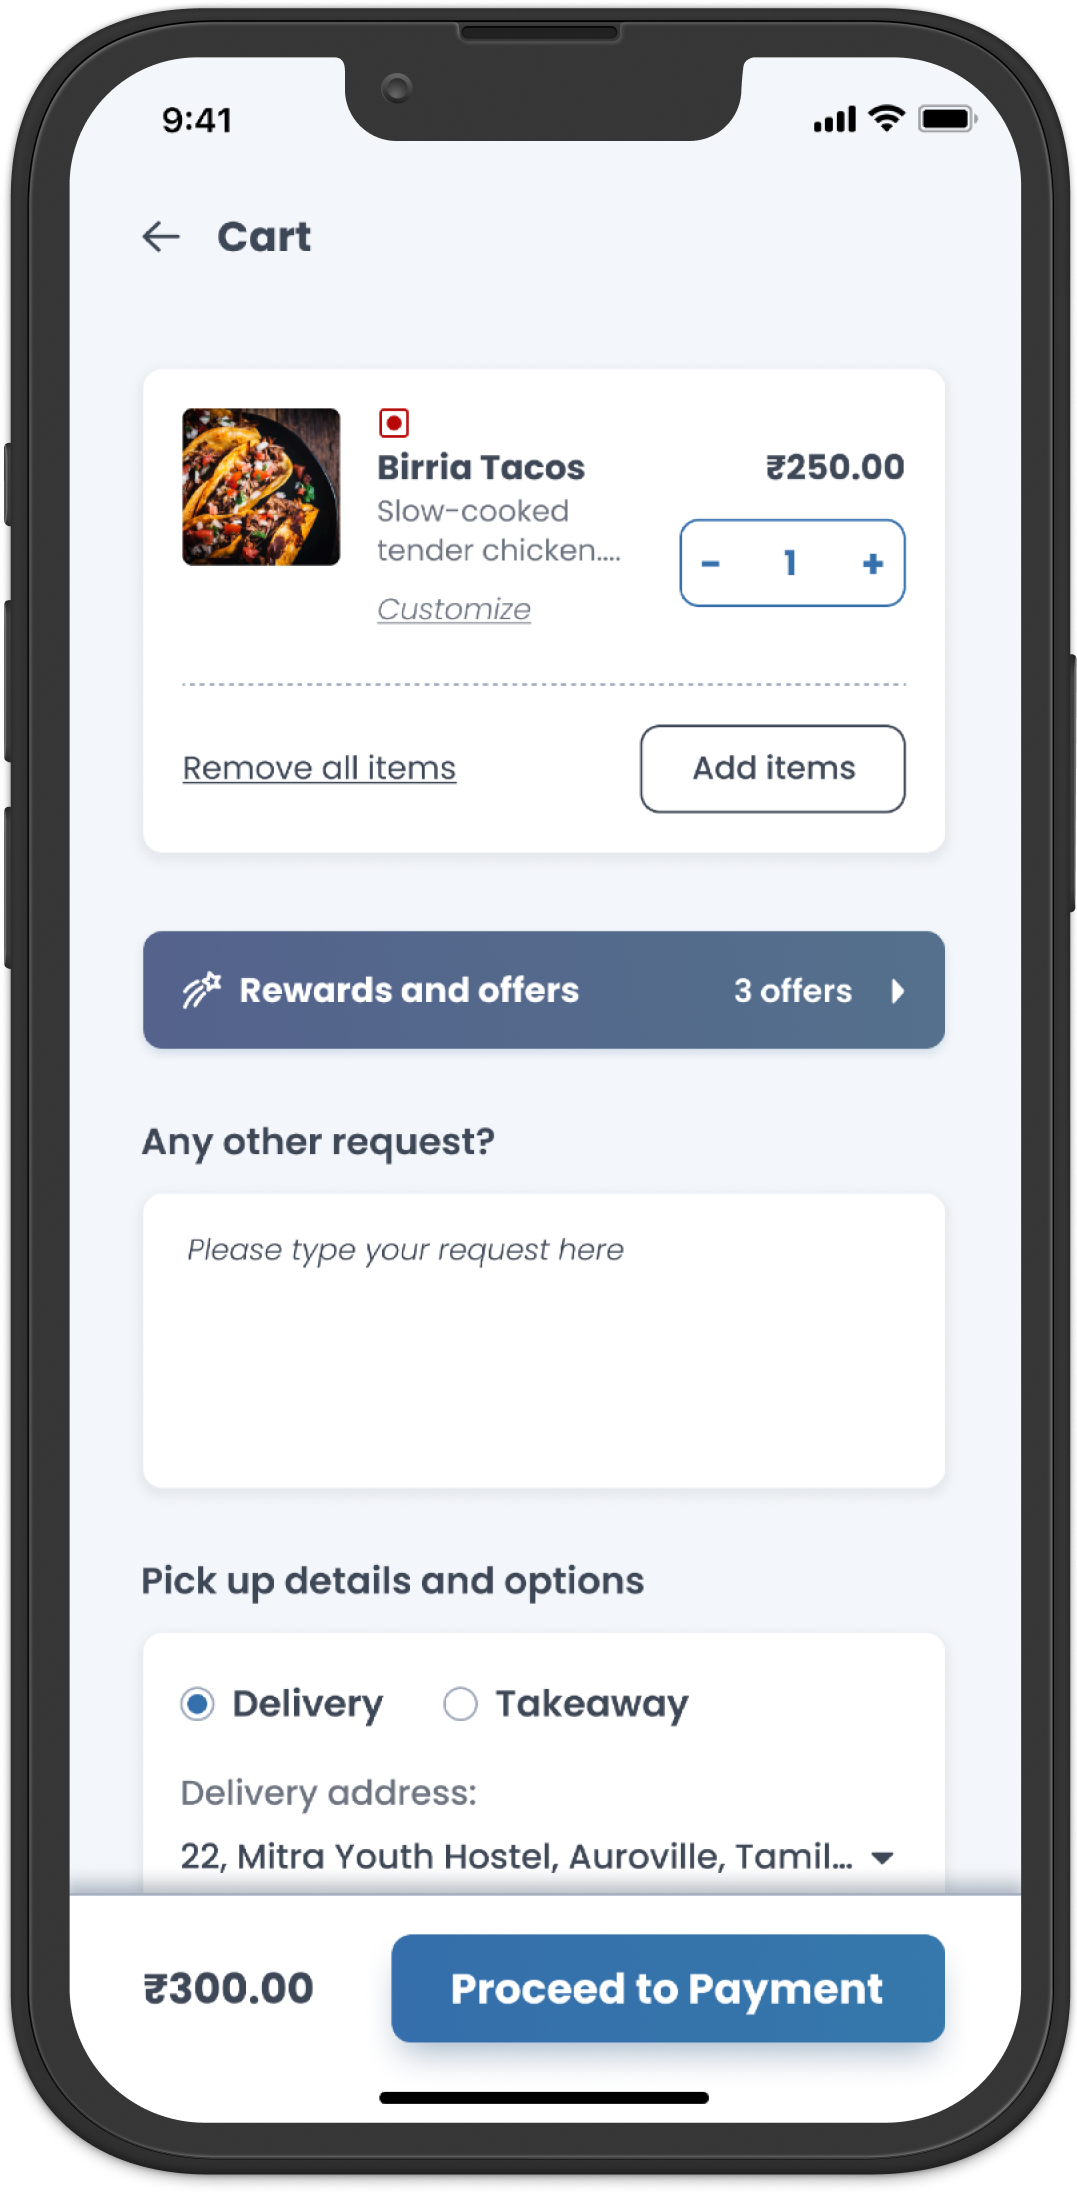 9:41
Cart
Birria Tacos
₹250.00
Slow-cooked
tender chicken....
- 1 +
Customize
Remove all items
Add items
Rewards and offers
3 offers
Any other request?
Please type your request here
Pick up details and options
Delivery
Takeaway
Delivery address:
22, Mitra Youth Hostel, Auroville, Tamil...
₹300.00
Proceed to Payment